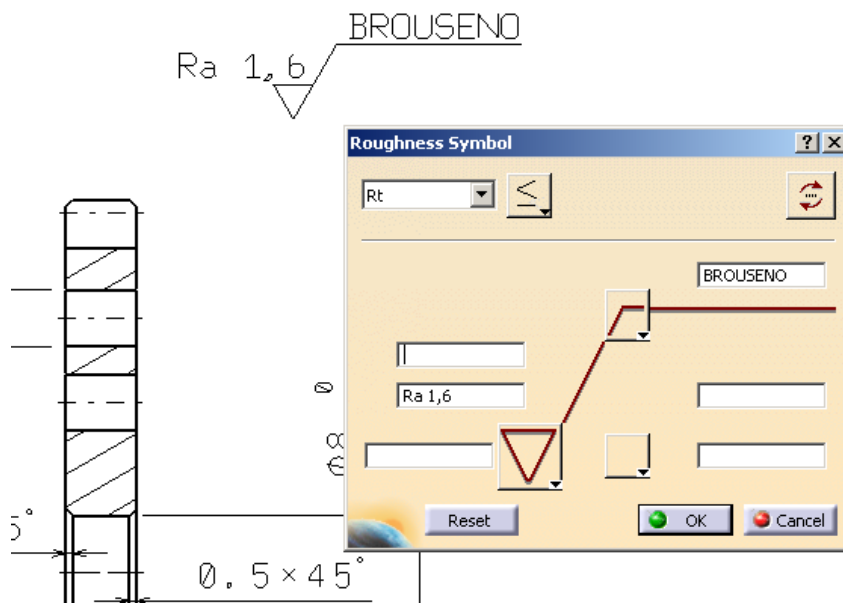 BROUSENO
Ra 1,6
Roughness Symbol
Rt
BROUSENO
Ra 1,6
Reset
OK
Cancel
0.5×45°